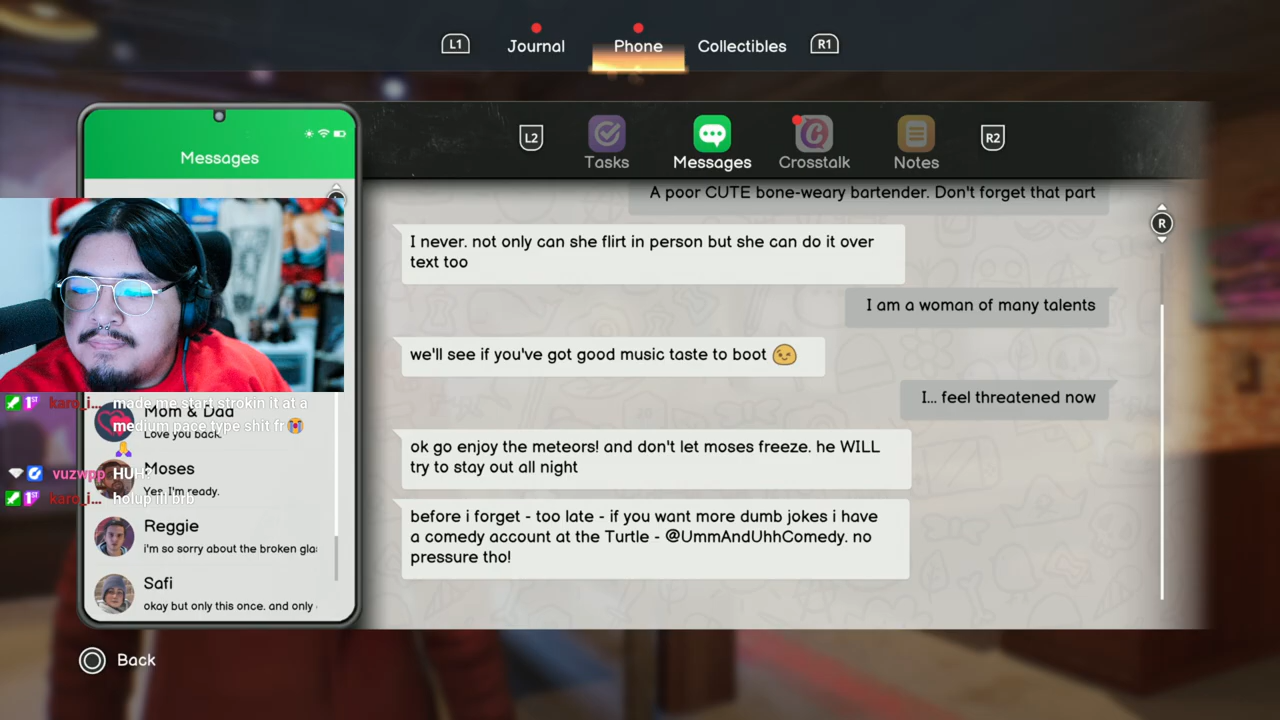 L1
Journal
Phone
Collectibles
R1
Messages
L2
Tasks
Messages
Crosstalk
Notes
R2
A poor CUTE bone-weary bartender. Don't forget that part
I never. not only can she flirt in person but she can do it over
text too
I am a woman of many talents
we'll see if you've got good music taste to boot
I... feel threatened now
ok go enjoy the meteors! and don't let moses freeze. he WILL
try to stay out all night
before i forget - too late - if you want more dumb jokes i have
a comedy account at the Turtle - @UmmAndUhhComedy. no
pressure tho!
R
Mom & Dad
Love you back.
Moses
Yes, I'm ready.
Reggie
i'm so sorry about the broken gla
Safi
okay but only this once. and only
1ST karo_i... made me start strokin it at a
medium pace type shit fr
vuzwpp HUH?
1ST karo_i... holup ill brb
Back